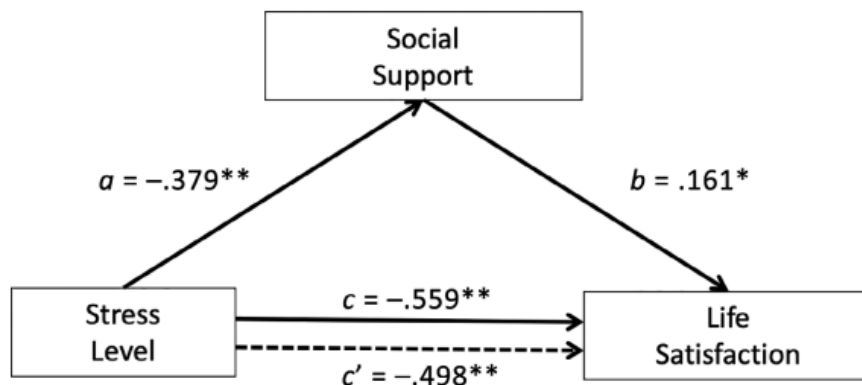 Social
Support
a = –.379**
b = .161*
Stress
Level
c = –.559**
c’ = –.498**
Life
Satisfaction